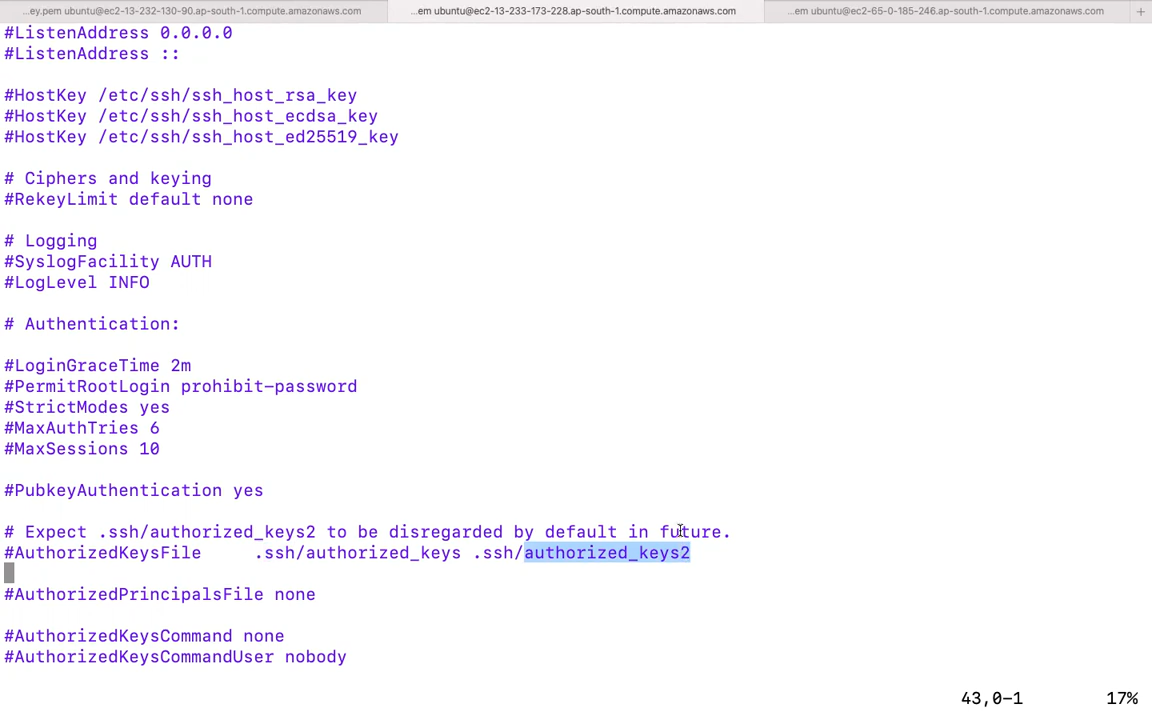 ...ey.pem ubuntu@ec2-13-232-130-90.ap-south-1.compute.amazonaws.com
...em ubuntu@ec2-13-233-173-228.ap-south-1.compute.amazonaws.com
...em ubuntu@ec2-65-0-185-246.ap-south-1.compute.amazonaws.com
+
#ListenAddress 0.0.0.0
#ListenAddress ::
#HostKey /etc/ssh/ssh_host_rsa_key
#HostKey /etc/ssh/ssh_host_ecdsa_key
#HostKey /etc/ssh/ssh_host_ed25519_key
# Ciphers and keying
#RekeyLimit default none
# Logging
#SyslogFacility AUTH
#LogLevel INFO
# Authentication:
#LoginGraceTime 2m
#PermitRootLogin prohibit-password
#StrictModes yes
#MaxAuthTries 6
#MaxSessions 10
#PubkeyAuthentication yes
# Expect .ssh/authorized_keys2 to be disregarded by default in future.
#AuthorizedKeysFile     .ssh/authorized_keys .ssh/authorized_keys2
#AuthorizedPrincipalsFile none
#AuthorizedKeysCommand none
#AuthorizedKeysCommandUser nobody
43,0-1        17%